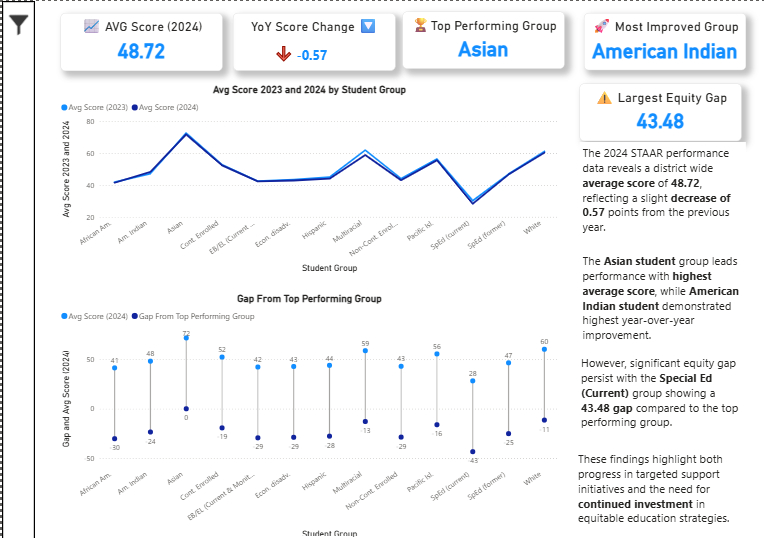 AVG Score (2024)
48.72
YoY Score Change
-0.57
Top Performing Group
Asian
Most Improved Group
American Indian
Largest Equity Gap
43.48
Avg Score 2023 and 2024 by Student Group
Avg Score (2023) Avg Score (2024)
Avg Score 2023 and 2024
80
60
40
20
African Am.
Am. Indian
Asian
Cont. Enrolled
EB/EL (Current ...
Econ. disadv.
Hispanic
Multiracial
Non-Cont. Enrol...
Pacific Isl.
SpEd (current)
SpEd (former)
White
Student Group
Gap From Top Performing Group
Avg Score (2024) Gap From Top Performing Group
Gap and Avg Score (2024)
50
0
-50
41 48 72 52 42 43 44 59 43 56 28 47 60
-30 -24 0 -19 -29 -29 -28 -13 -29 -16 -43 -25 -11
African Am.
Am. Indian
Asian
Cont. Enrolled
EB/EL (Current & Monit...
Econ. disadv.
Hispanic
Multiracial
Non-Cont. Enrolled
Pacific Isl.
SpEd (current)
SpEd (former)
White
Student Group
The 2024 STAAR performance
data reveals a district wide
average score of 48.72,
reflecting a slight decrease of
0.57 points from the previous
year.
The Asian student group leads
performance with highest
average score, while American
Indian student demonstrated
highest year-over-year
improvement.
However, significant equity gap
persist with the Special Ed
(Current) group showing a
43.48 gap compared to the top
performing group.
These findings highlight both
progress in targeted support
initiatives and the need for
continued investment in
equitable education strategies.